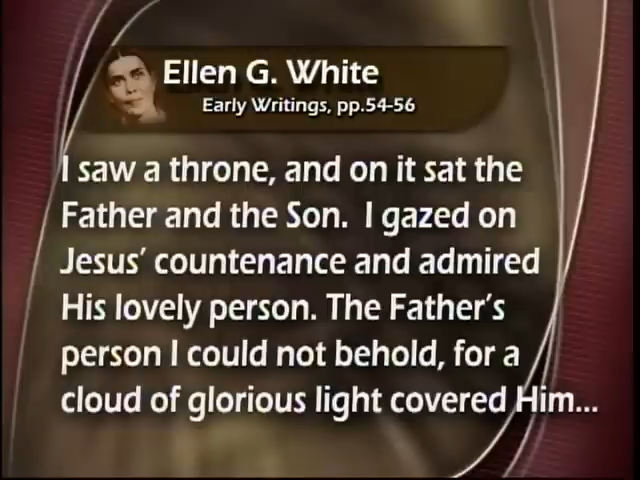 Ellen G. White
Early Writings, pp.54-56
I saw a throne, and on it sat the
Father and the Son.  I gazed on
Jesus’ countenance and admired
His lovely person. The Father’s
person I could not behold, for a
cloud of glorious light covered Him...